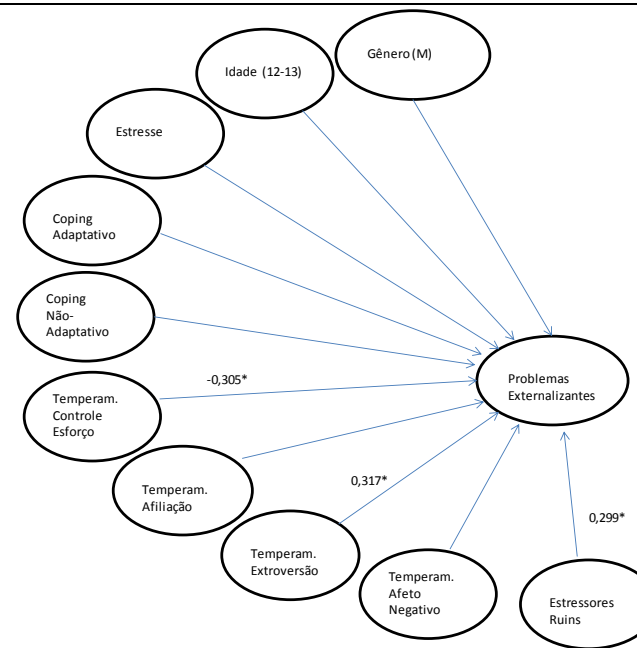 Gênero (M)
Idade (12-13)
Estresse
Coping
Adaptativo
Coping
Não-
Adaptativo
-0,305*
Temperam.
Controle
Esforço
Problemas
Externalizantes
Temperam.
Afiliação
0,317*
Temperam.
Extroversão
0,299*
Temperam.
Afeto
Negativo
Estressores
Ruins